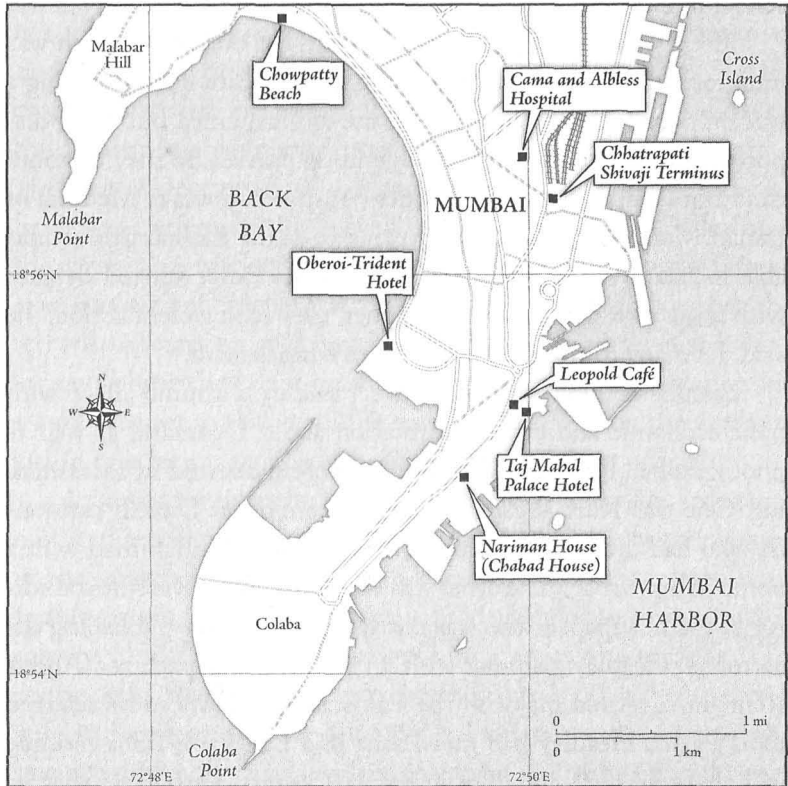 Malabar
Hill
Chowpatty
Beach
Cama and Albless
Hospital
Cross
Island
Chhatrapati
Shivaji Terminus
MUMBAI
BACK
BAY
Malabar
Point
18°56'N
Oberoi-Trident
Hotel
Leopold Café
N
W
E
S
Taj Mahal
Palace Hotel
Nariman House
(Chabad House)
MUMBAI
HARBOR
Colaba
18°54'N
0
1 mi
0
1 km
Colaba
Point
72°48'E
72°50'E